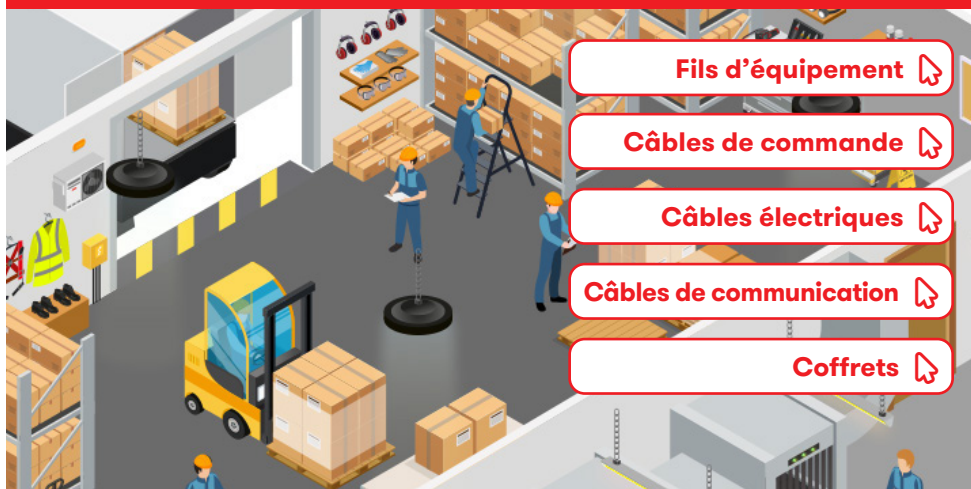 Fils d’équipement
Câbles de commande
Câbles électriques
Câbles de communication
Coffrets